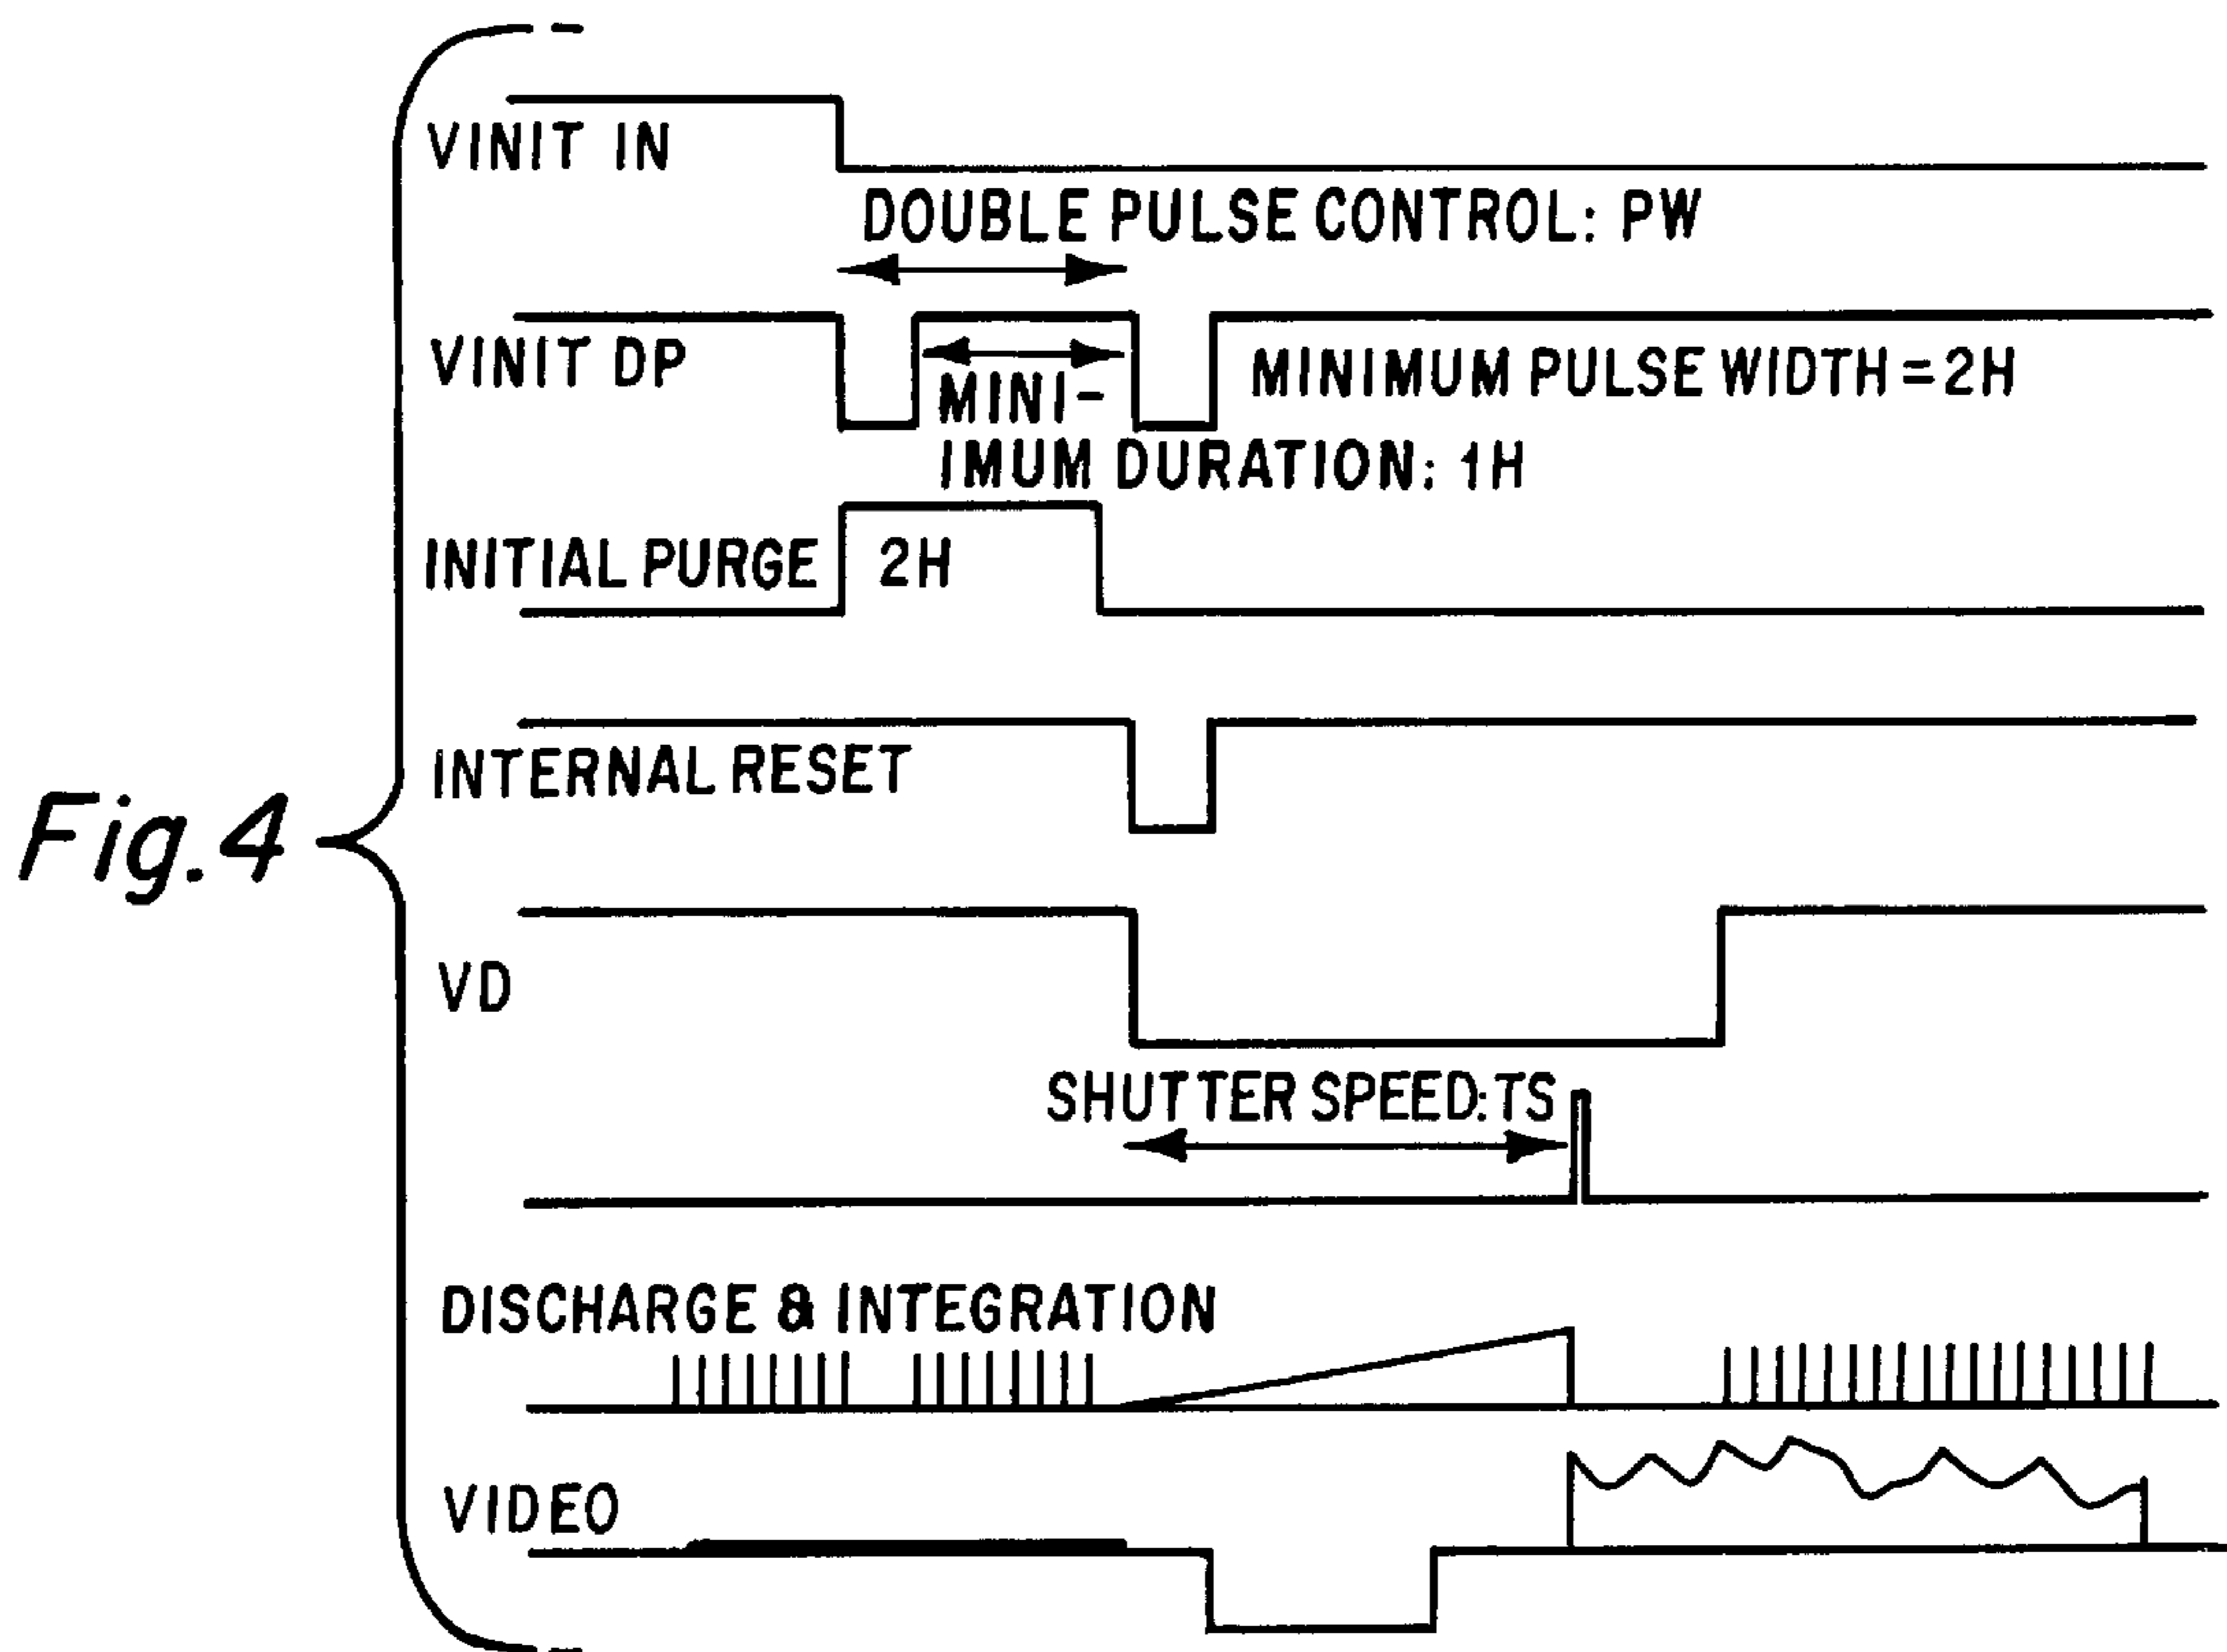 VINIT IN
DOUBLE PULSE CONTROL: PW
VINIT DP
MINIMUM PULSE WIDTH = 2H
MINI-
IMUM DURATION: 1H
INITIAL PURGE
2H
INTERNAL RESET
Fig.4
VD
SHUTTER SPEED: TS
DISCHARGE & INTEGRATION
VIDEO